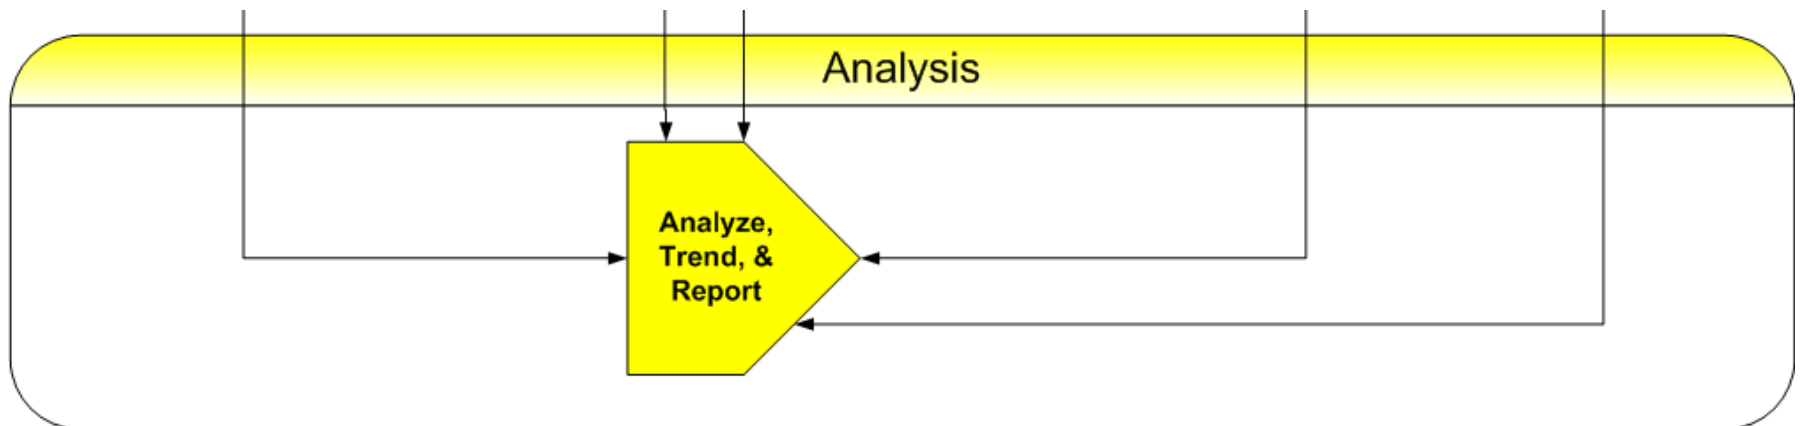 Analysis
Analyze,
Trend, &
Report